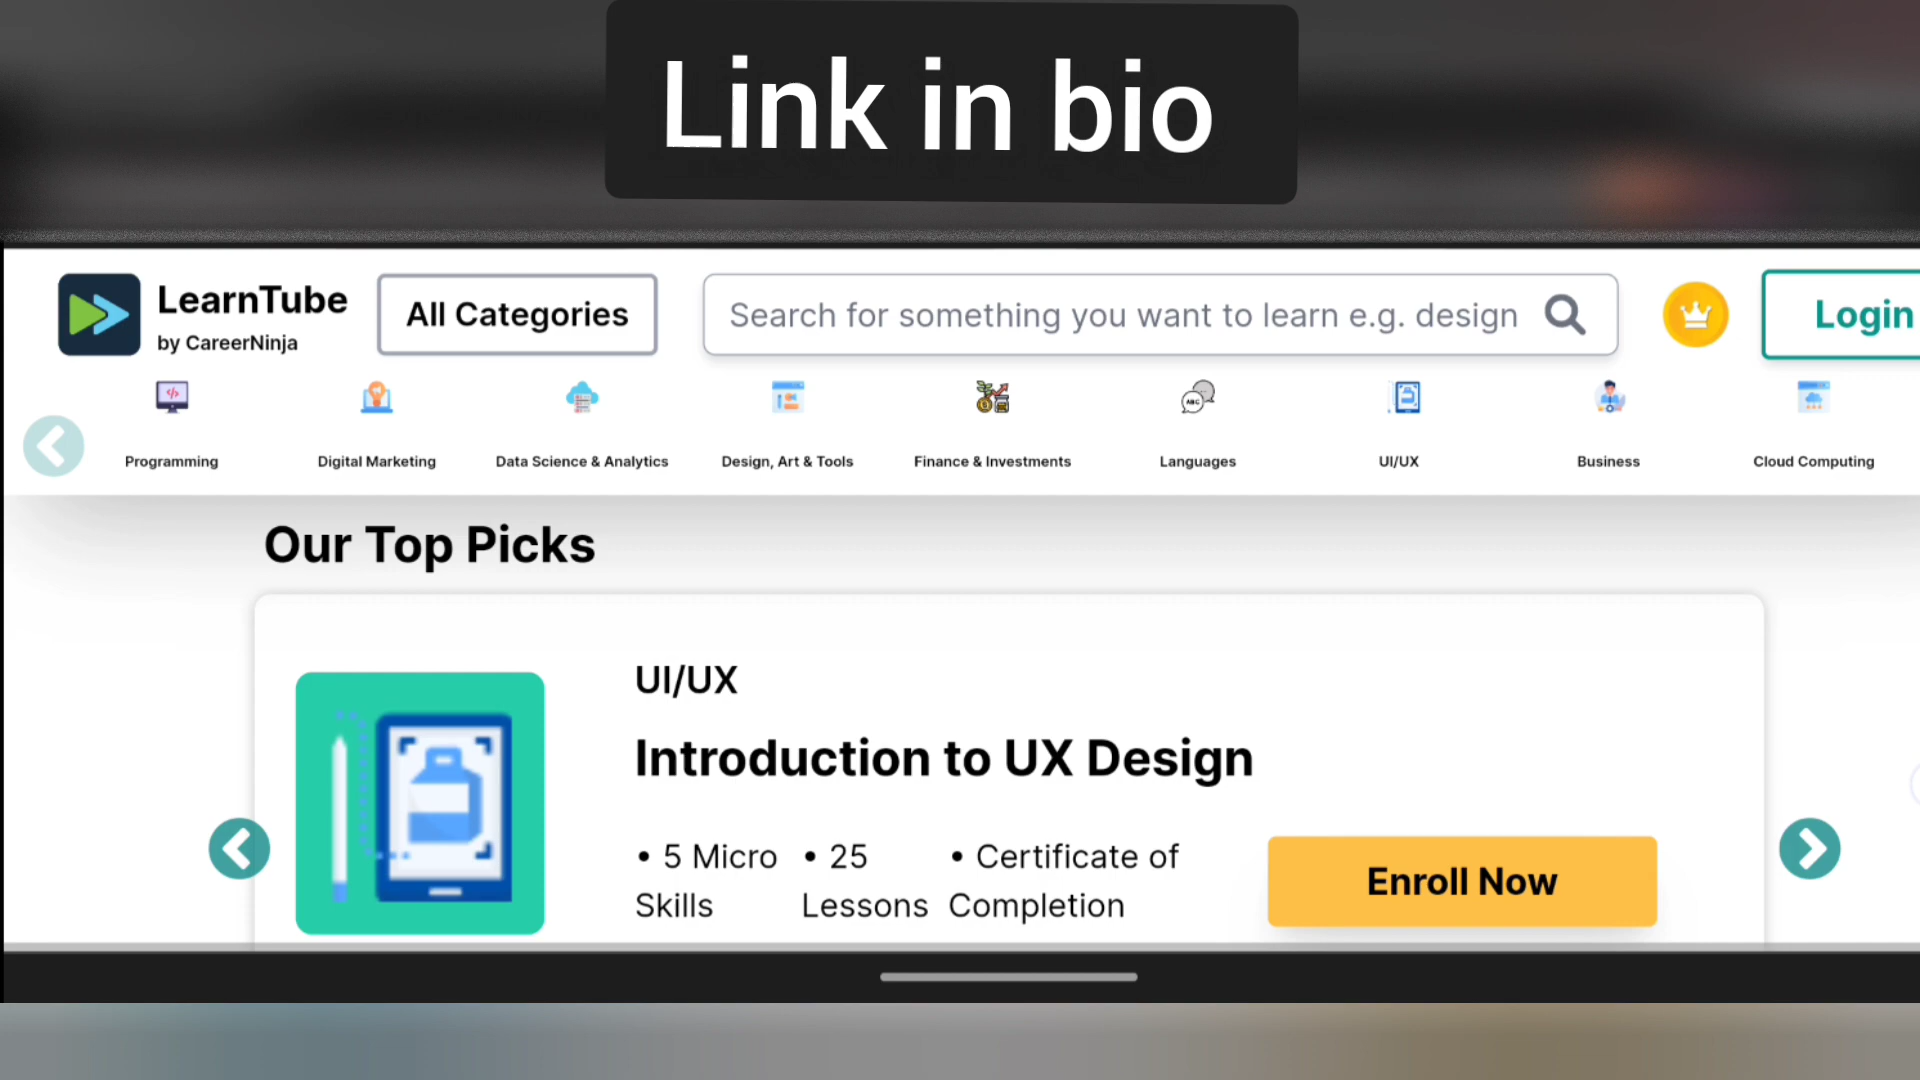 Link in bio
LearnTube
by CareerNinja
All Categories
Search for something you want to learn e.g. design
Login
Programming
Digital Marketing
Data Science & Analytics
Design, Art & Tools
Finance & Investments
Languages
UI/UX
Business
Cloud Computing
Our Top Picks
UI/UX
Introduction to UX Design
• 5 Micro
Skills
• 25
Lessons
• Certificate of
Completion
Enroll Now